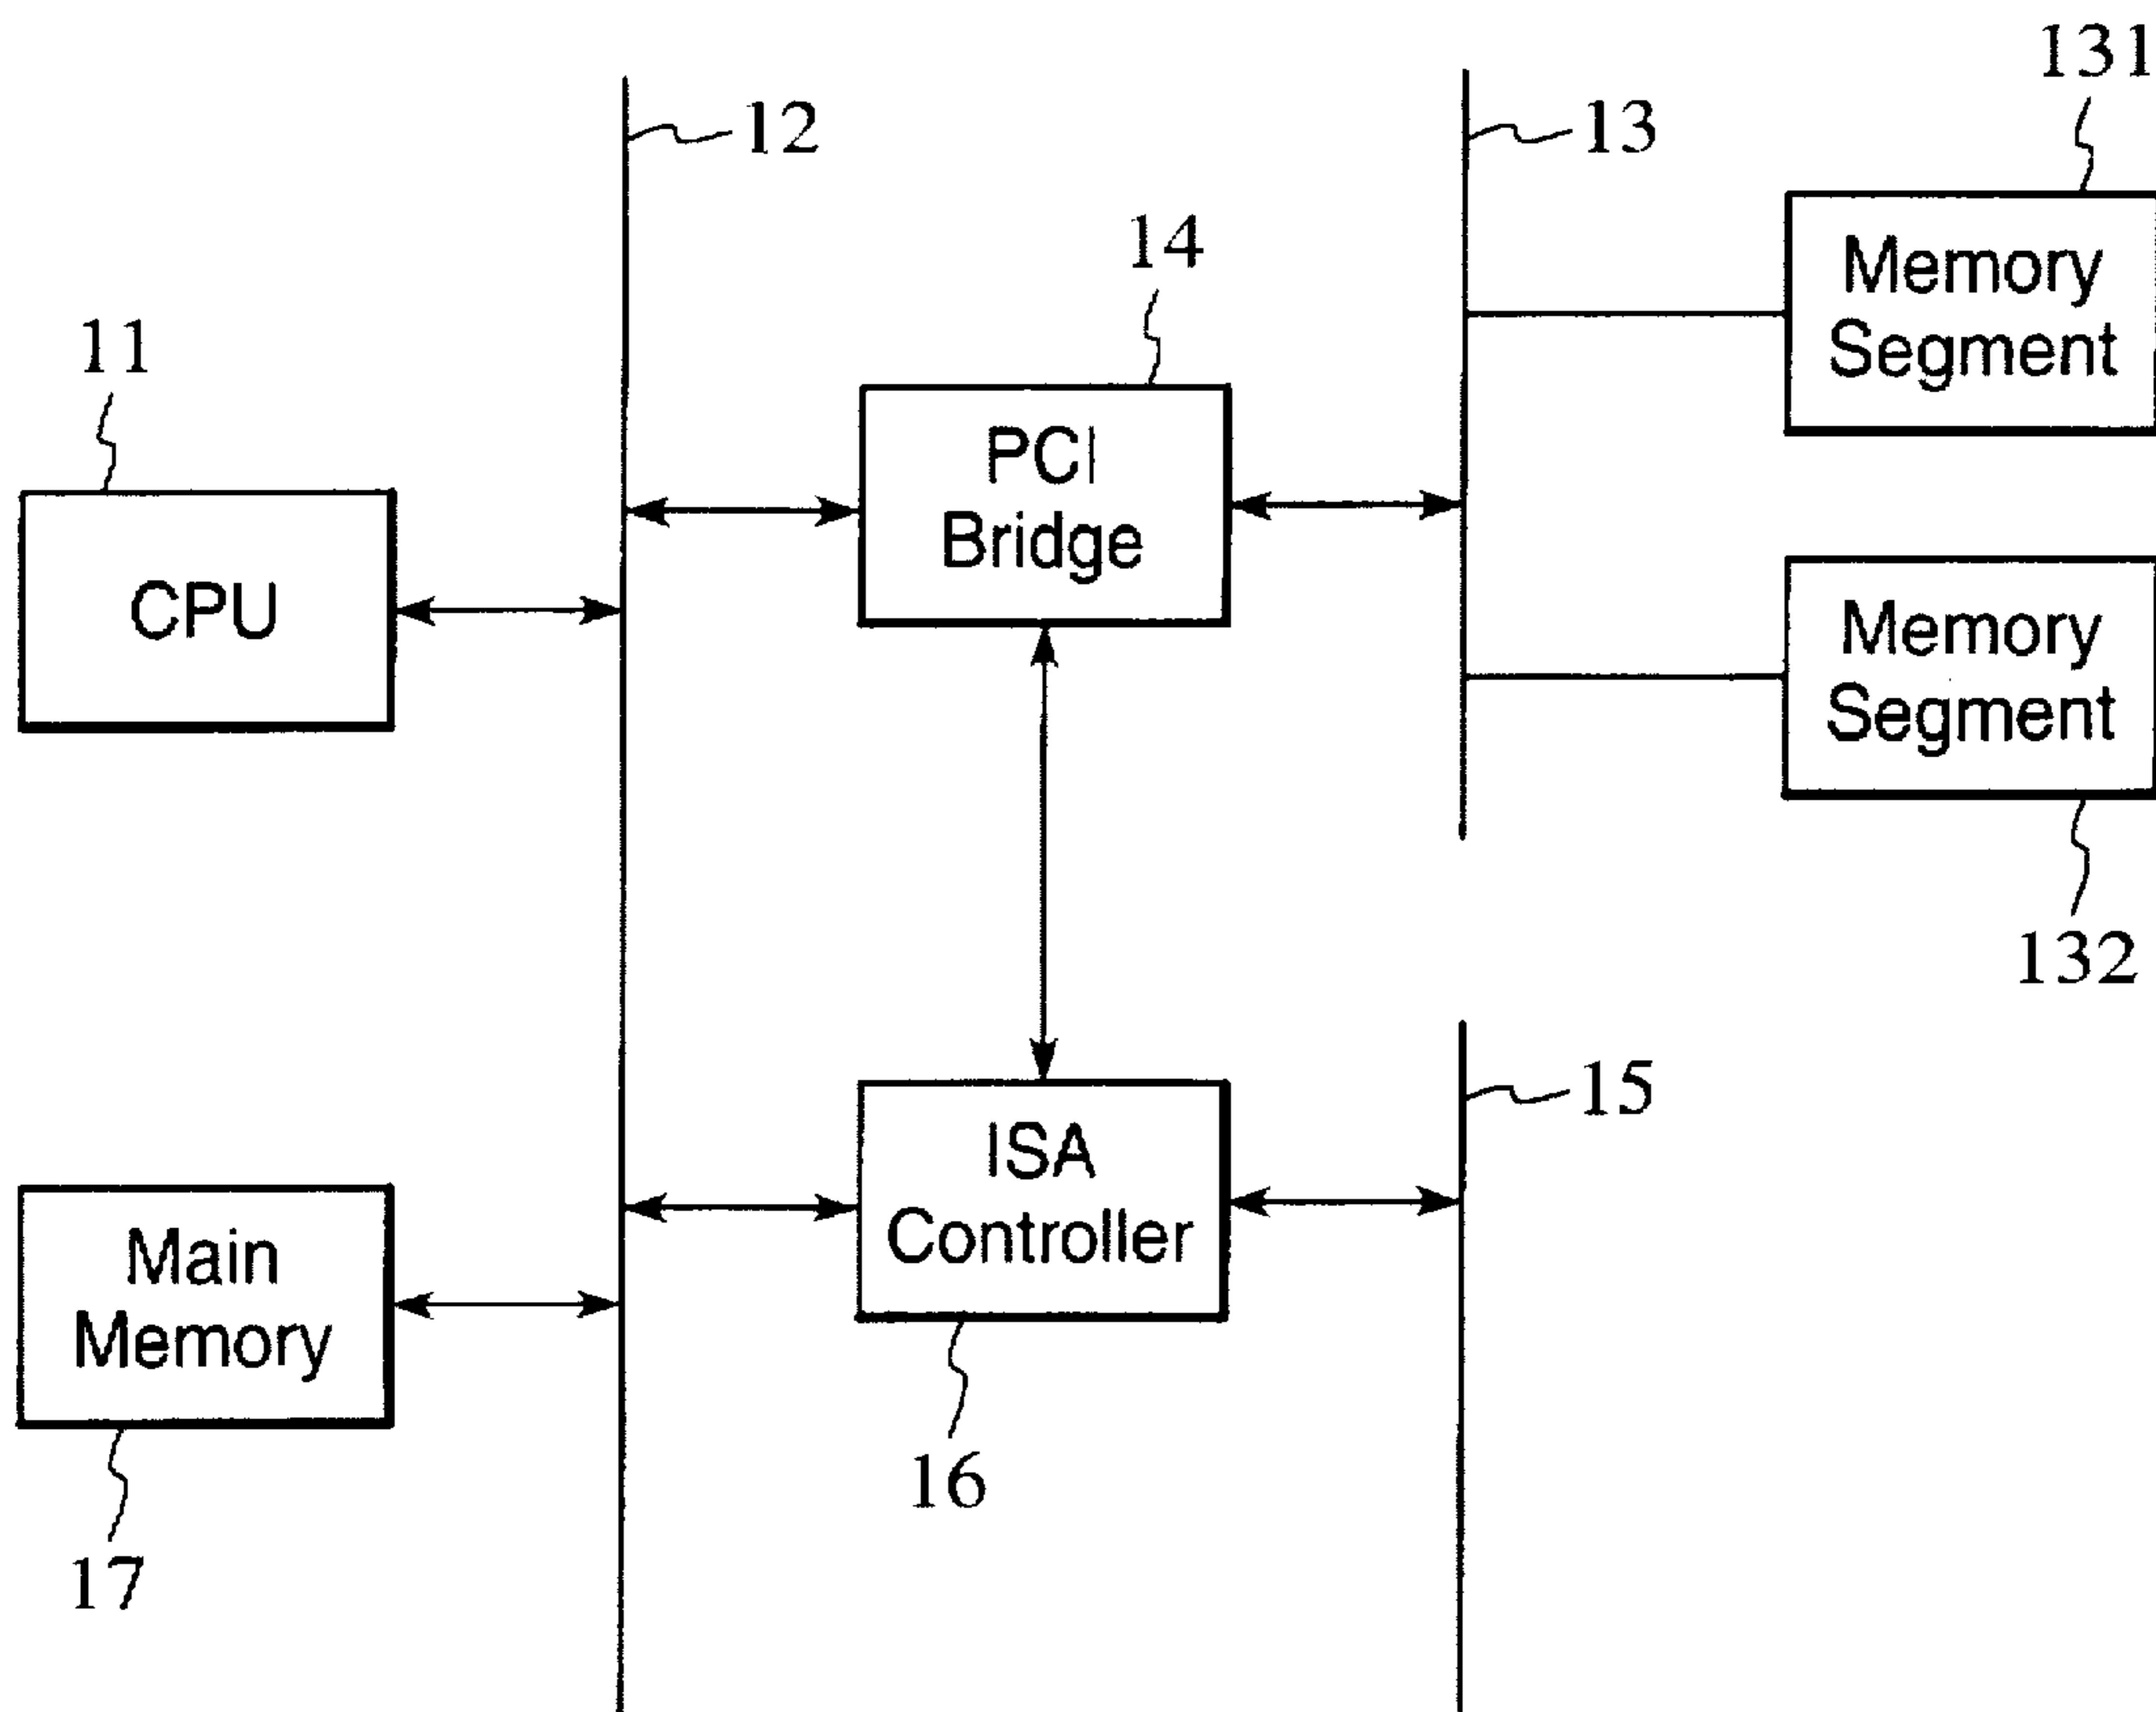 131
12
13
14
Memory
Segment
11
PCI
Bridge
CPU
Memory
Segment
132
15
ISA
Controller
Main
Memory
16
17